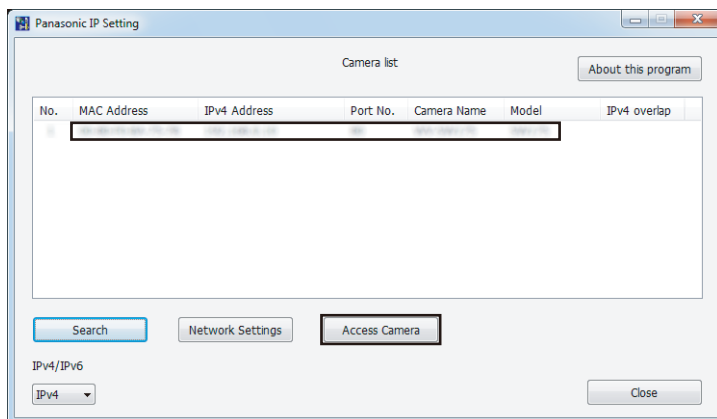 Panasonic IP Setting
Camera list
About this program
No. MAC Address IPv4 Address Port No. Camera Name Model IPv4 overlap
Search Network Settings Access Camera
IPv4/IPv6
IPv4 Close